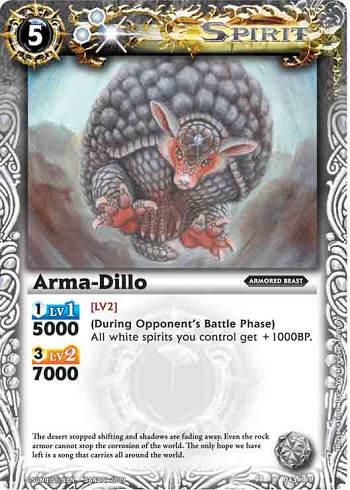 5
SPIRIT
Arma-Dillo
ARMORED BEAST
1 LV1
5000
3 LV2
7000
[LV2]
(During Opponent's Battle Phase)
All white spirits you control get +1000BP.
The desert stopped shifting and shadows are fading away. Even the rock
armor cannot stop the corrosion of the world. The only hope we have
left is a song that carries all around the world.